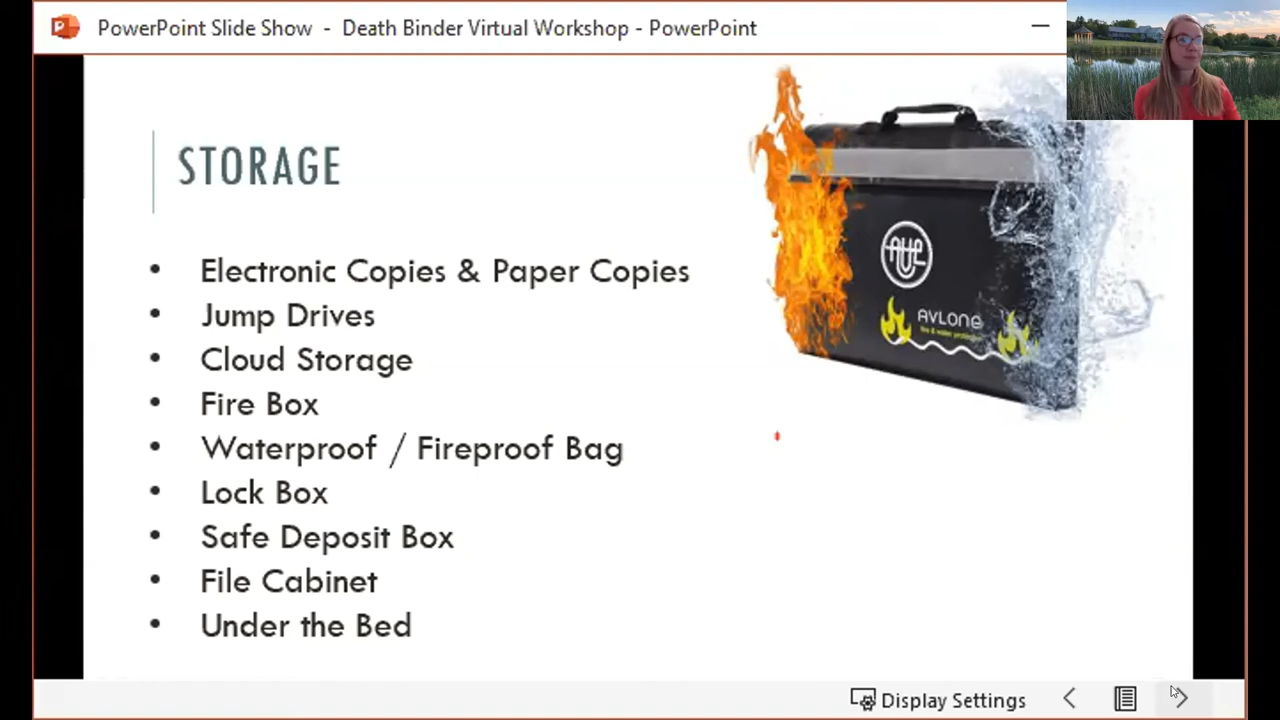 PowerPoint Slide Show - Death Binder Virtual Workshop - PowerPoint
STORAGE
• Electronic Copies & Paper Copies
• Jump Drives
• Cloud Storage
• Fire Box
• Waterproof / Fireproof Bag
• Lock Box
• Safe Deposit Box
• File Cabinet
• Under the Bed
AVLONE
Display Settings